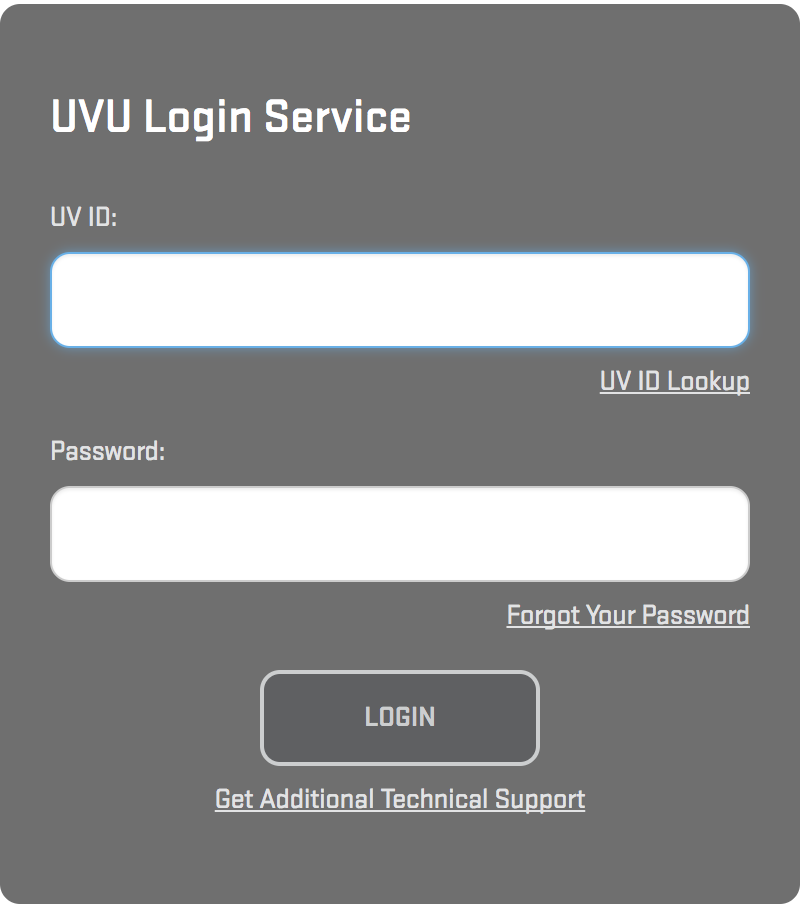 UVU Login Service
UV ID:
UV ID Lookup
Password:
Forgot Your Password
LOGIN
Get Additional Technical Support